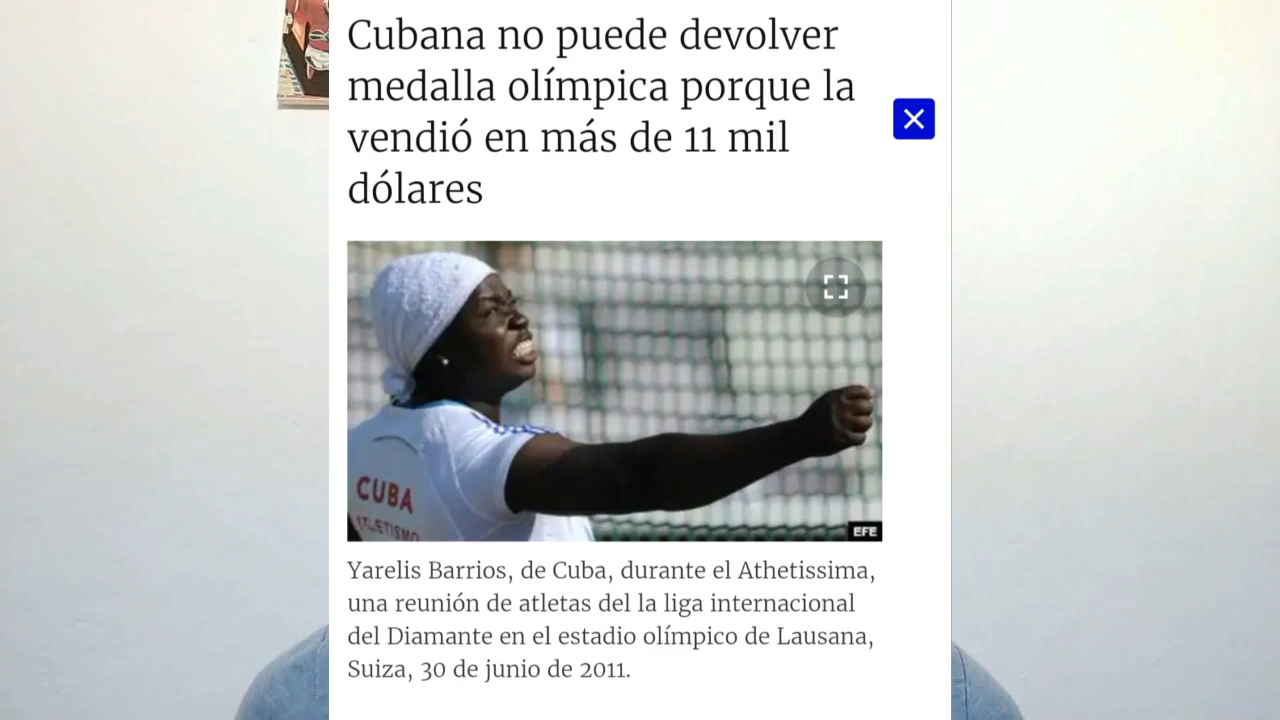 Cubana no puede devolver
medalla olímpica porque la
vendió en más de 11 mil
dólares
CUBA
ATLETISMO
EFE
Yarelis Barrios, de Cuba, durante el Athetissima,
una reunión de atletas del la liga internacional
del Diamante en el estadio olímpico de Lausana,
Suiza, 30 de junio de 2011.